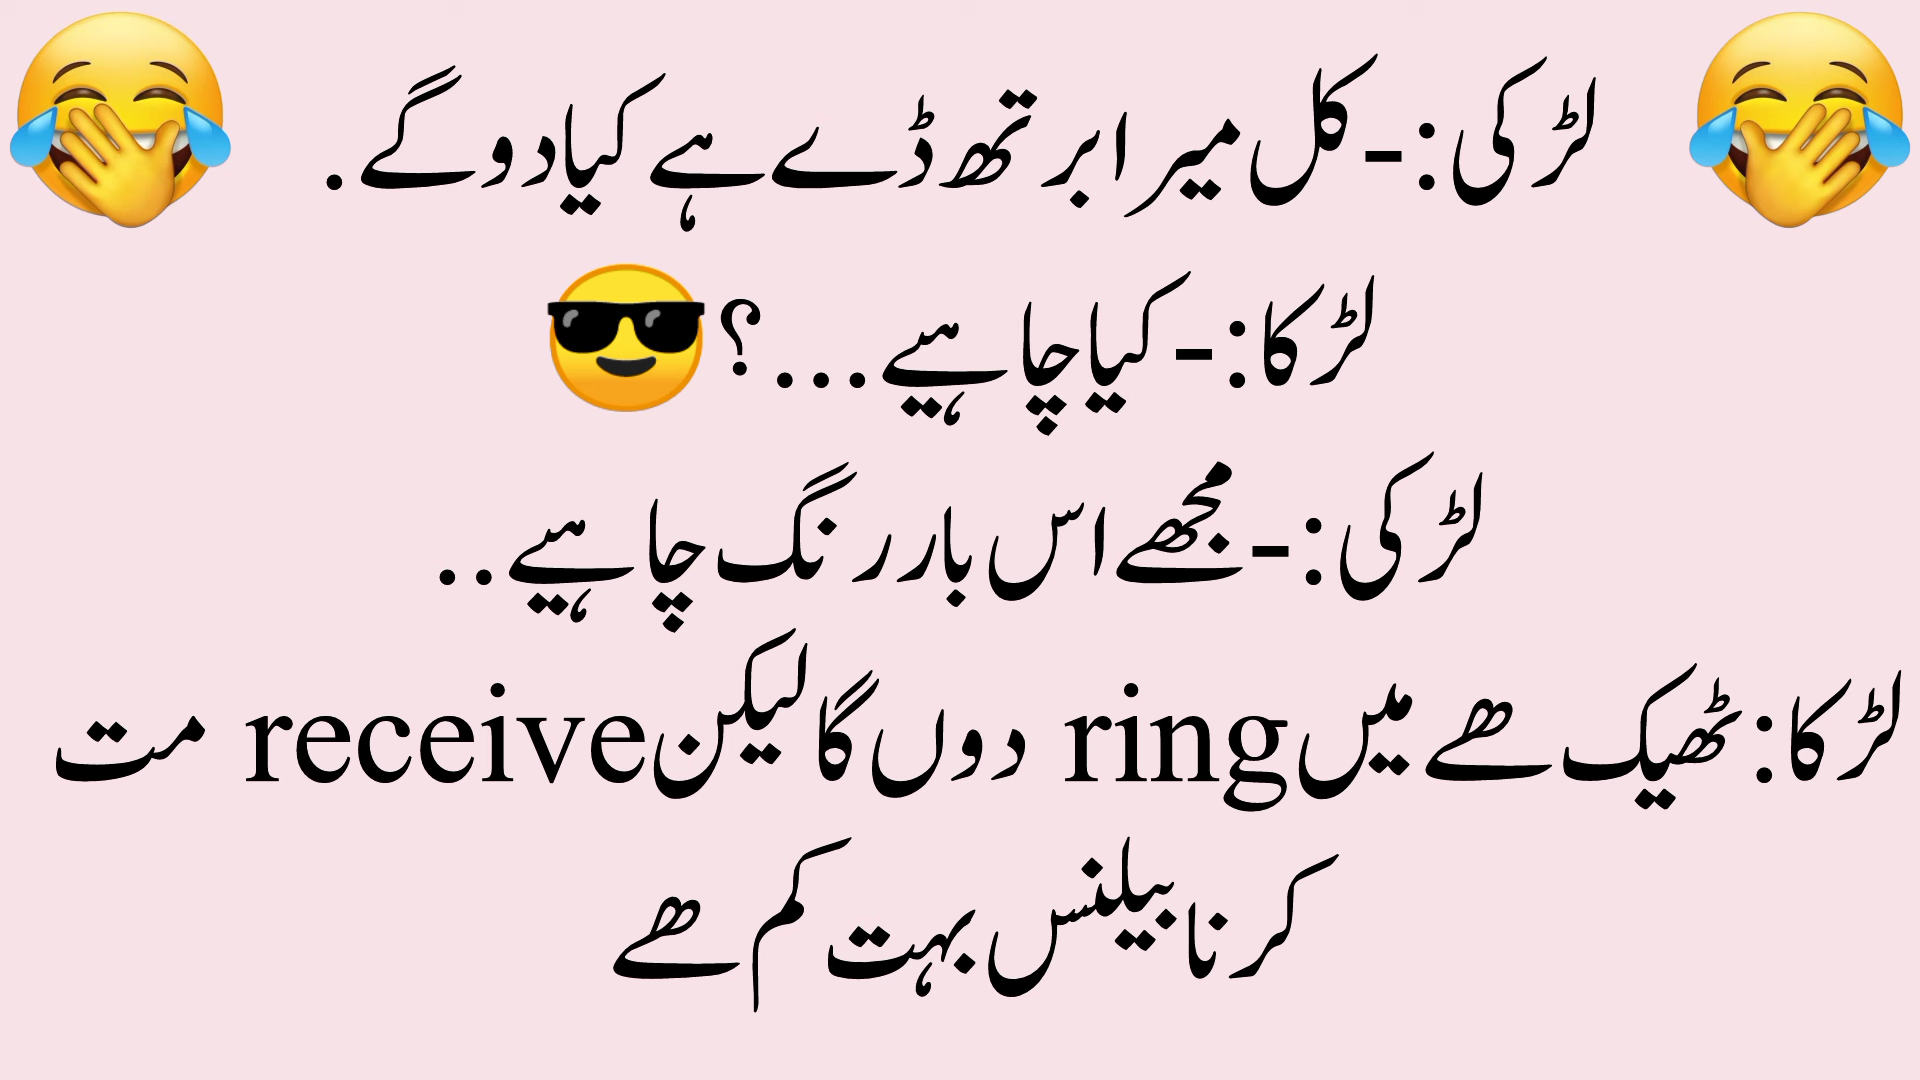 لڑکی:-کل میرا برتھ ڈے ہے کیا دو گے.
لڑکا:-کیا چاہیے...؟😎
لڑکی:-مجھے اس بار رنگ چاہیے..
لڑکا:ٹھیک ھے میں ring دوں گا لیکن receive مت
کرنا بیلنس بہت کم ھے